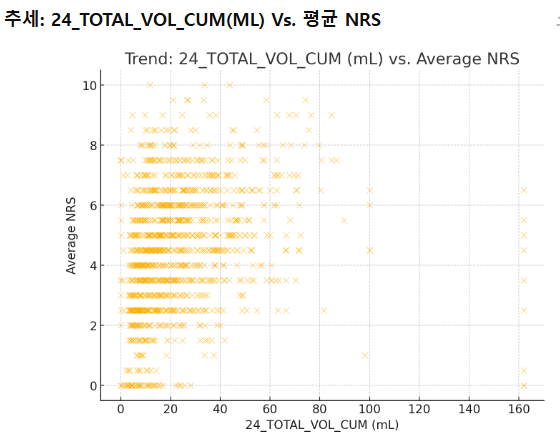 추세: 24_TOTAL_VOL_CUM(ML) Vs. 평균 NRS
Trend: 24_TOTAL_VOL_CUM (mL) vs. Average NRS
10
8
6
4
2
0
Average NRS
0 20 40 60 80 100 120 140 160
24_TOTAL_VOL_CUM (mL)